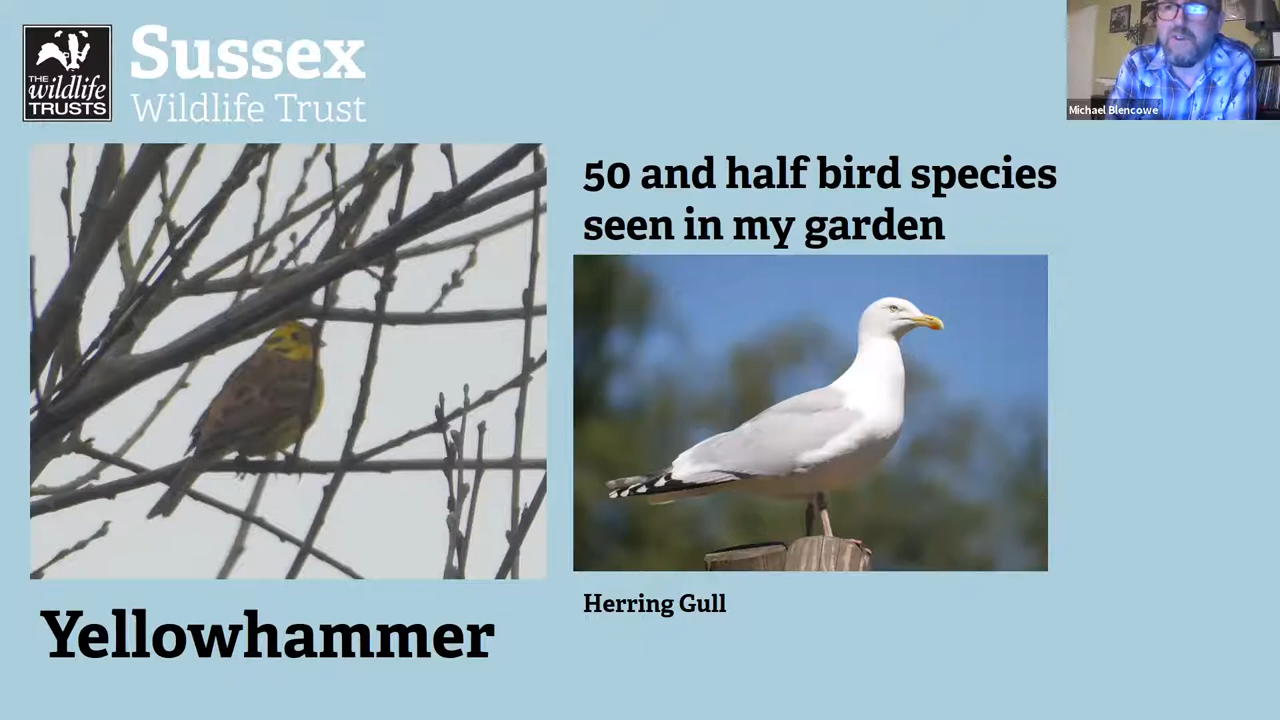 THE
wildlife
TRUSTS
Sussex
Wildlife Trust
Michael Blencowe
50 and half bird species
seen in my garden
Herring Gull
Yellowhammer